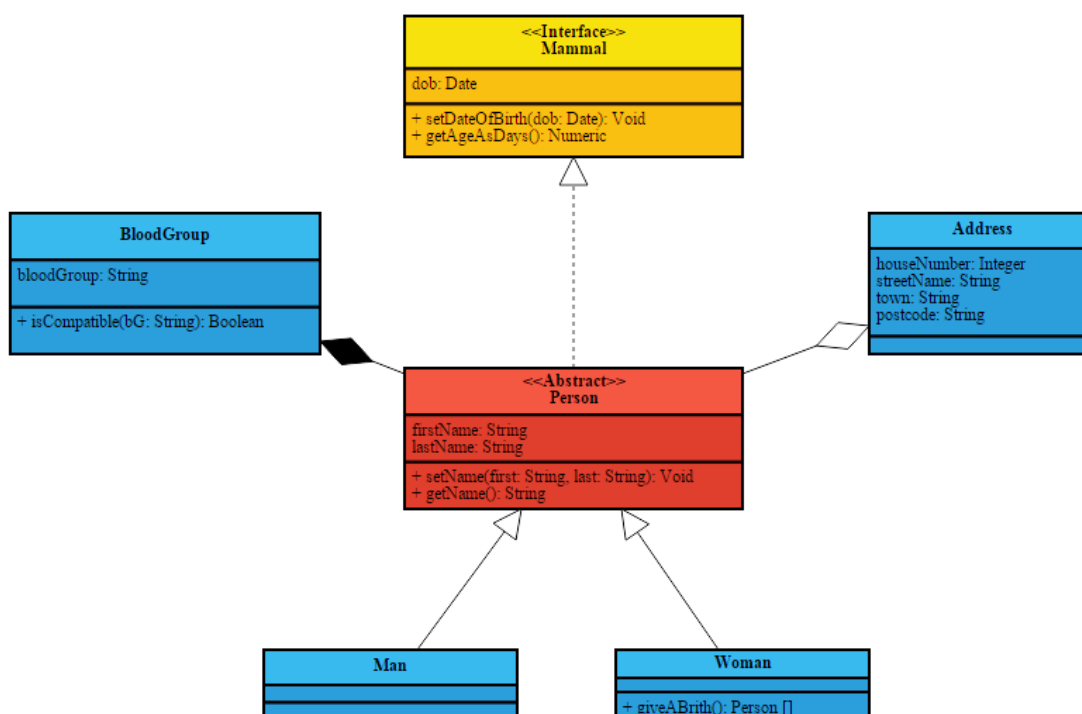 <<Interface>>
Mammal
dob: Date
+ setDateOfBirth(dob: Date): Void
+ getAgeAsDays(): Numeric
BloodGroup
bloodGroup: String
+ isCompatible(bG: String): Boolean
Address
houseNumber: Integer
streetName: String
town: String
postcode: String
<<Abstract>>
Person
firstName: String
lastName: String
+ setName(first: String, last: String): Void
+ getName(): String
Man
Woman
+ giveABrith(): Person []